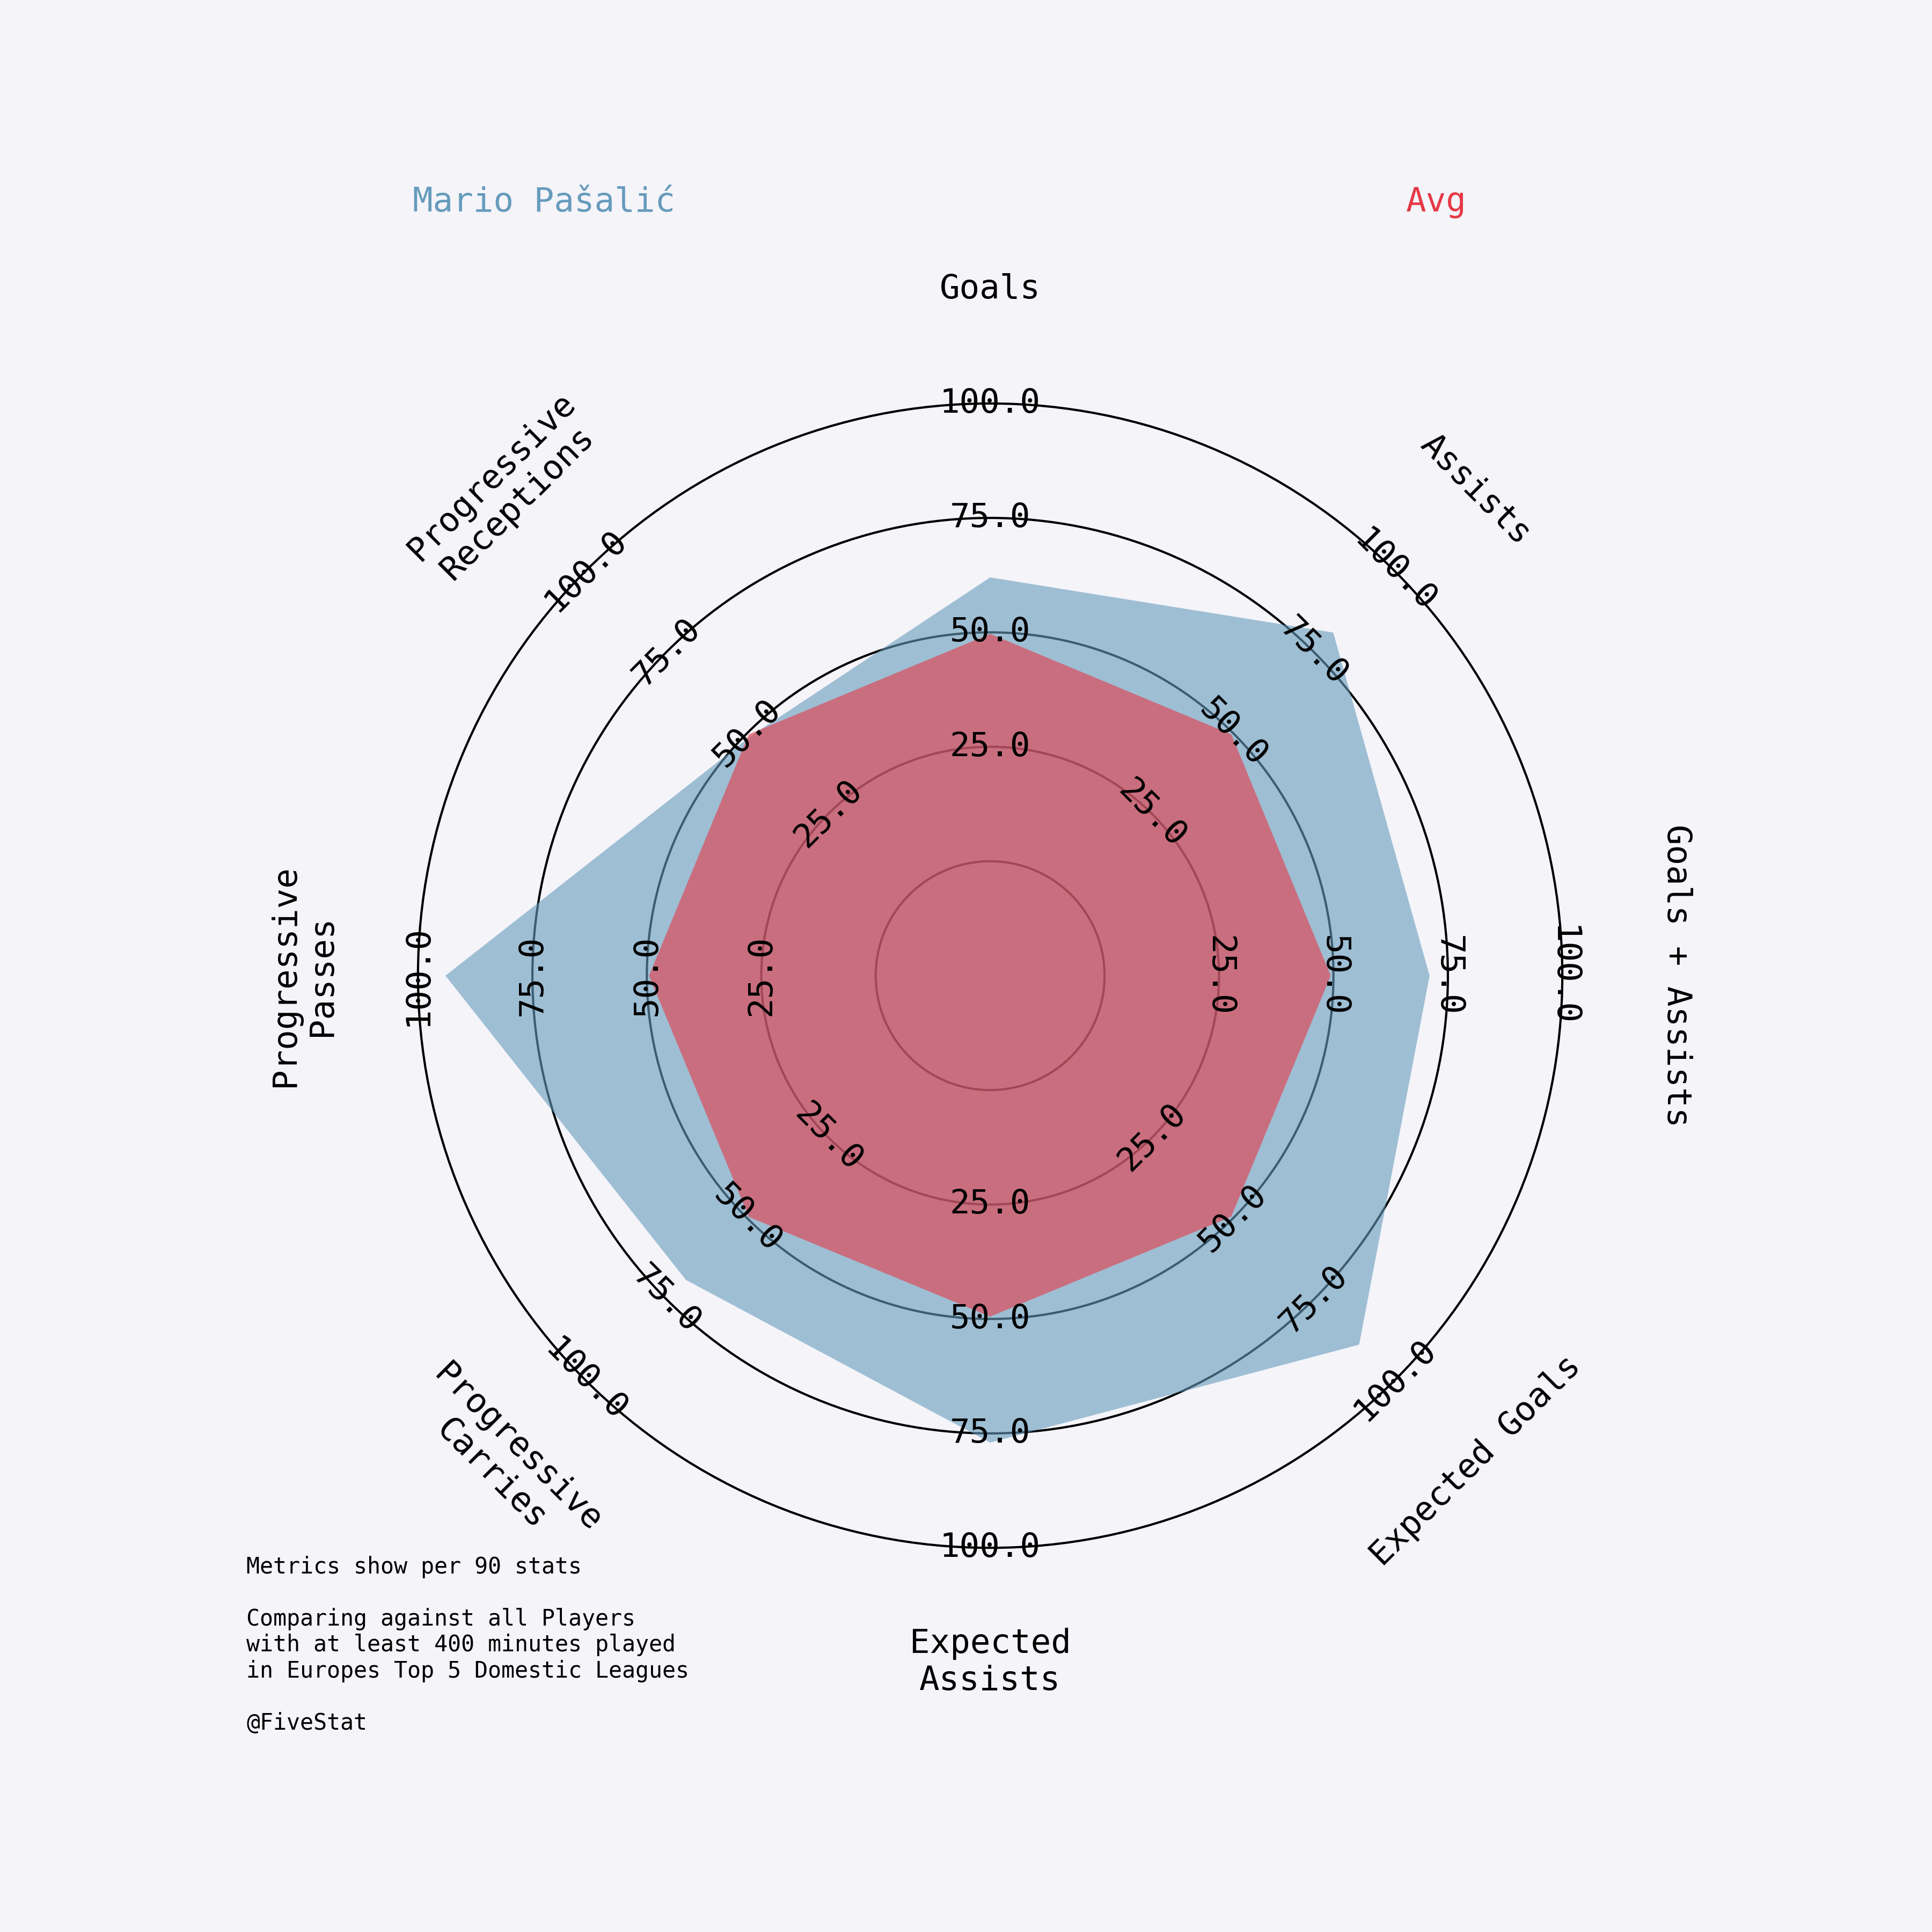 Mario Pašalić
Avg
Goals
Assists
Goals + Assists
Expected Goals
Expected
Assists
Progressive
Carries
Progressive
Passes
Progressive
Receptions
25.0
50.0
75.0
100.0
25.0
50.0
75.0
100.0
25.0
50.0
75.0
100.0
25.0
50.0
75.0
100.0
25.0
50.0
75.0
100.0
25.0
50.0
75.0
100.0
25.0
50.0
75.0
100.0
25.0
50.0
75.0
100.0
Metrics show per 90 stats
Comparing against all Players
with at least 400 minutes played
in Europes Top 5 Domestic Leagues
@FiveStat